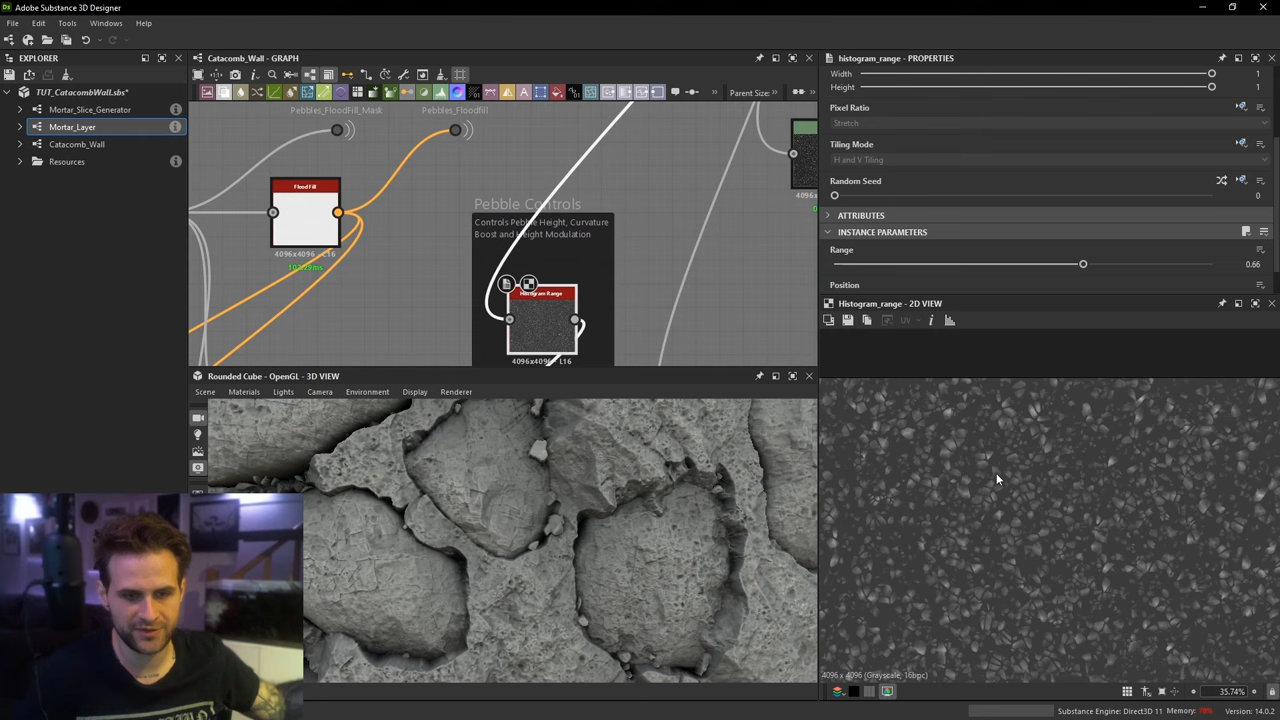 Adobe Substance 3D Designer
File Edit Tools Windows Help
EXPLORER
TUT_CatacombWall.sbs*
Mortar_Slice_Generator
Mortar_Layer
Catacomb_Wall
Resources
Catacomb_Wall - GRAPH
Parent Size:
Pebbles_FloodFill_Mask
Pebbles_Floodfill
Flood Fill
4096x4096 - L16
Pebble Controls
Controls Pebble Height, Curvature
Boost and Height Modulation
Histogram Range
4096x4096 - L16
Rounded Cube - OpenGL - 3D VIEW
Scene Materials Lights Camera Environment Display Renderer
histogram_range - PROPERTIES
Width 1
Height 1
Pixel Ratio
Stretch
Tiling Mode
H and V Tiling
Random Seed
0
ATTRIBUTES
INSTANCE PARAMETERS
Range
0.66
Position
Histogram_range - 2D VIEW
UV
4096 x 4096 (Grayscale, 16bpc)
35.74%
Substance Engine: Direct3D 11 Memory: Version: 14.0.2